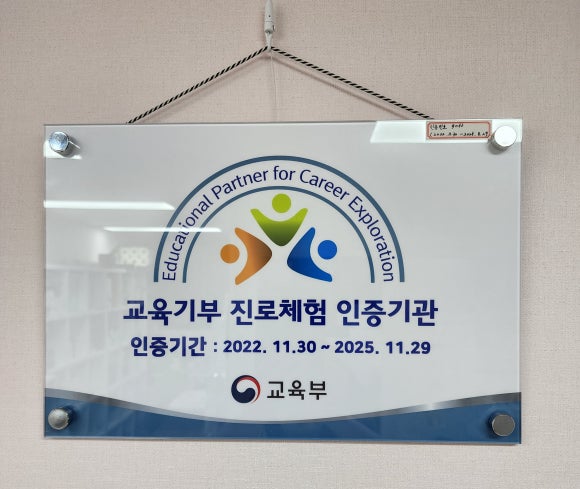 Educational Partner for Career Exploration
교육기부 진로체험 인증기관
인증기간 : 2022. 11.30 ~ 2025. 11.29
교육부